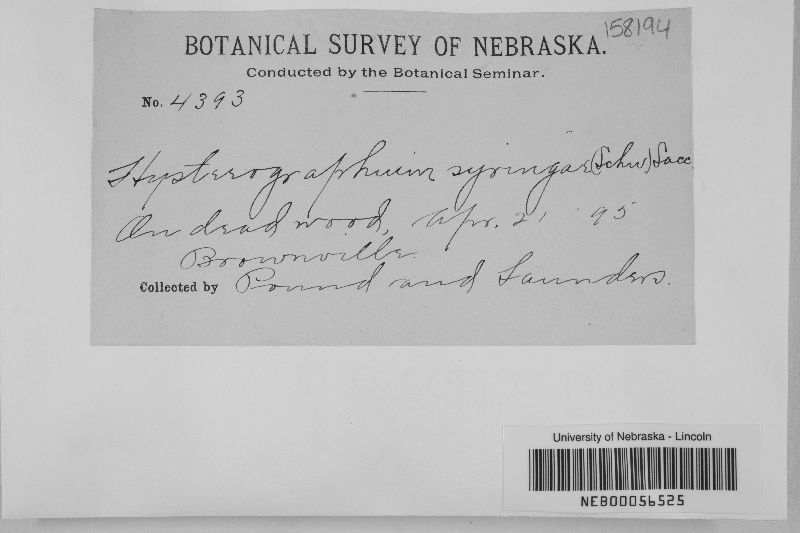 158194
BOTANICAL SURVEY OF NEBRASKA.
Conducted by the Botanical Seminar.
No. 4393
Hysterographium syringae (Schw) Sacc
On dead wood, Apr. 21 '95
Brownville.
Collected by Pound and Saunders.
University of Nebraska - Lincoln
NEB00056525